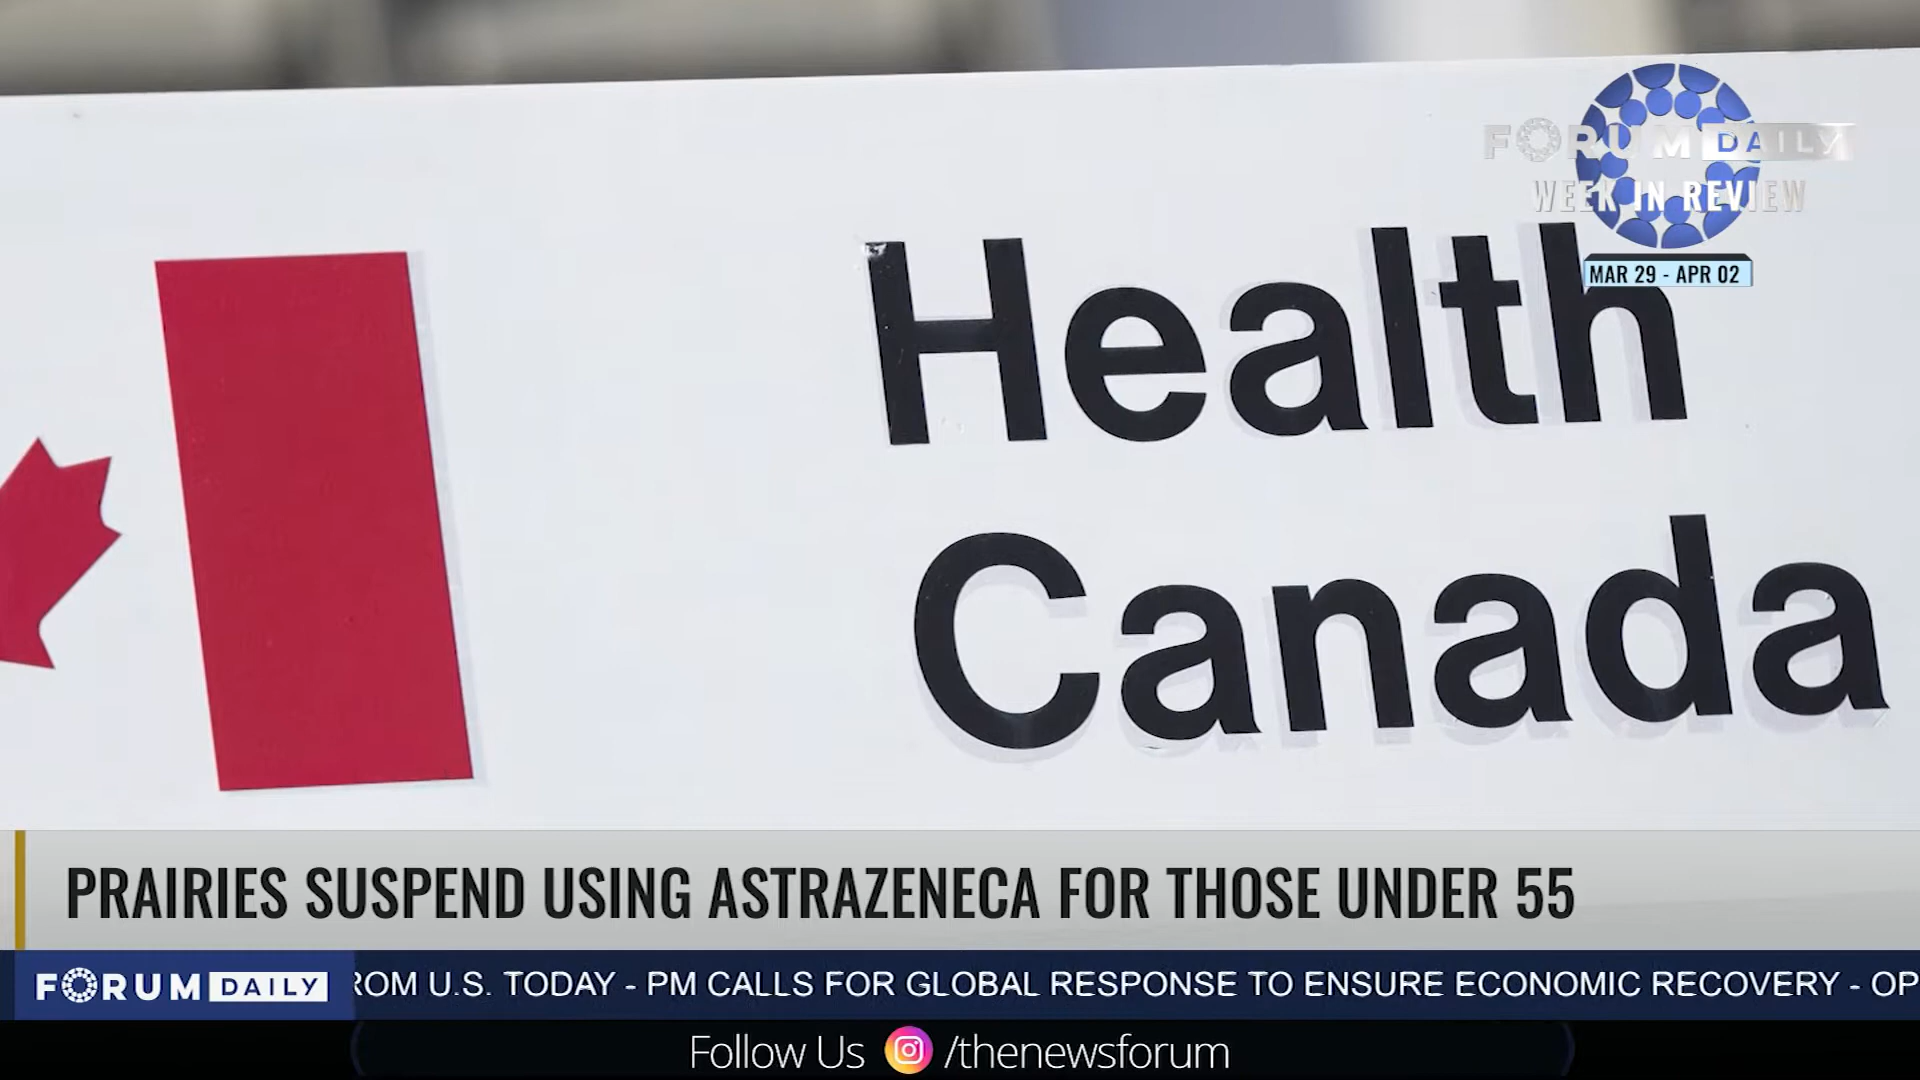 FORUM DAILY
WEEK IN REVIEW
MAR 29 - APR 02
Health
Canada
PRAIRIES SUSPEND USING ASTRAZENECA FOR THOSE UNDER 55
FORUM DAILY
ROM U.S. TODAY - PM CALLS FOR GLOBAL RESPONSE TO ENSURE ECONOMIC RECOVERY - OP
Follow Us /thenewsforum